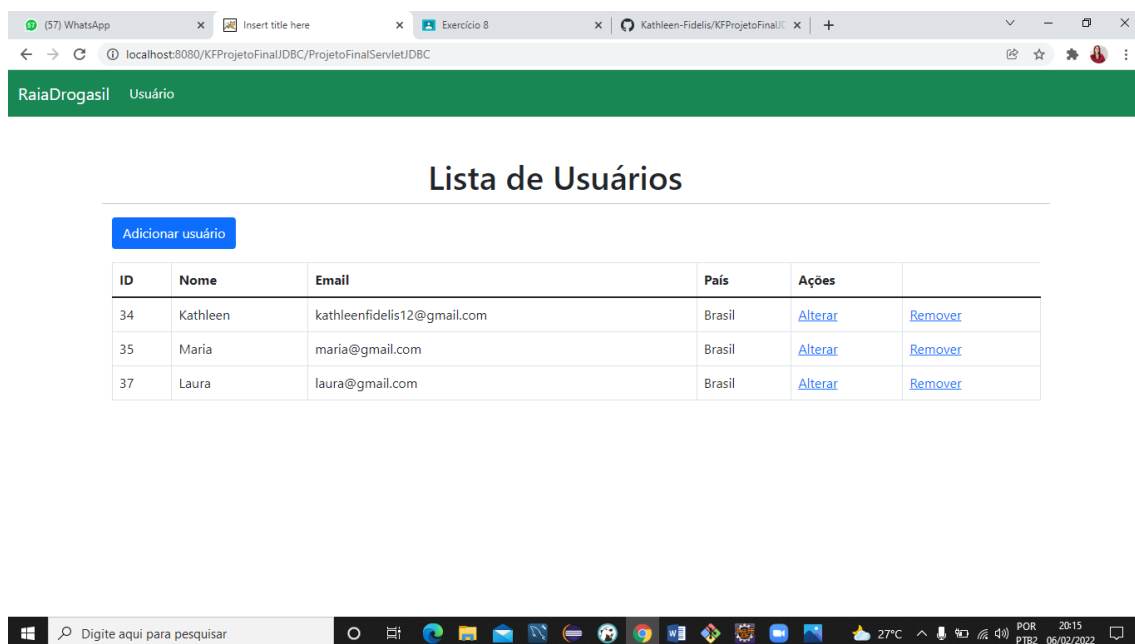 (57) WhatsApp
Insert title here
Exercício 8
Kathleen-Fidelis/KFProjetoFinalJD
localhost:8080/KFProjetoFinalJDBC/ProjetoFinalServletJDBC
RaiaDrogasil Usuário
Lista de Usuários
Adicionar usuário
ID Nome Email País Ações
34 Kathleen kathleenfidelis12@gmail.com Brasil Alterar Remover
35 Maria maria@gmail.com Brasil Alterar Remover
37 Laura laura@gmail.com Brasil Alterar Remover
Digite aqui para pesquisar
27°C
POR
PTB2
20:15
06/02/2022